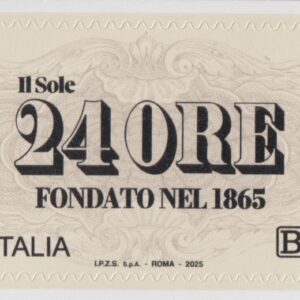 Il Sole
24 ORE
FONDATO NEL 1865
ITALIA B
I.P.Z.S. S.p.A. - ROMA - 2025